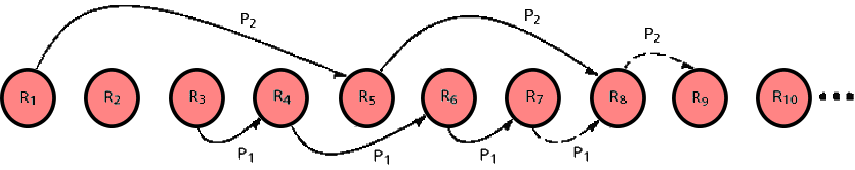 P₂ P₂ P₂
R₁ R₂ R₃ R₄ R₅ R₆ R₇ R₈ R₉ R₁₀ •••
P₁ P₁ P₁ P₁